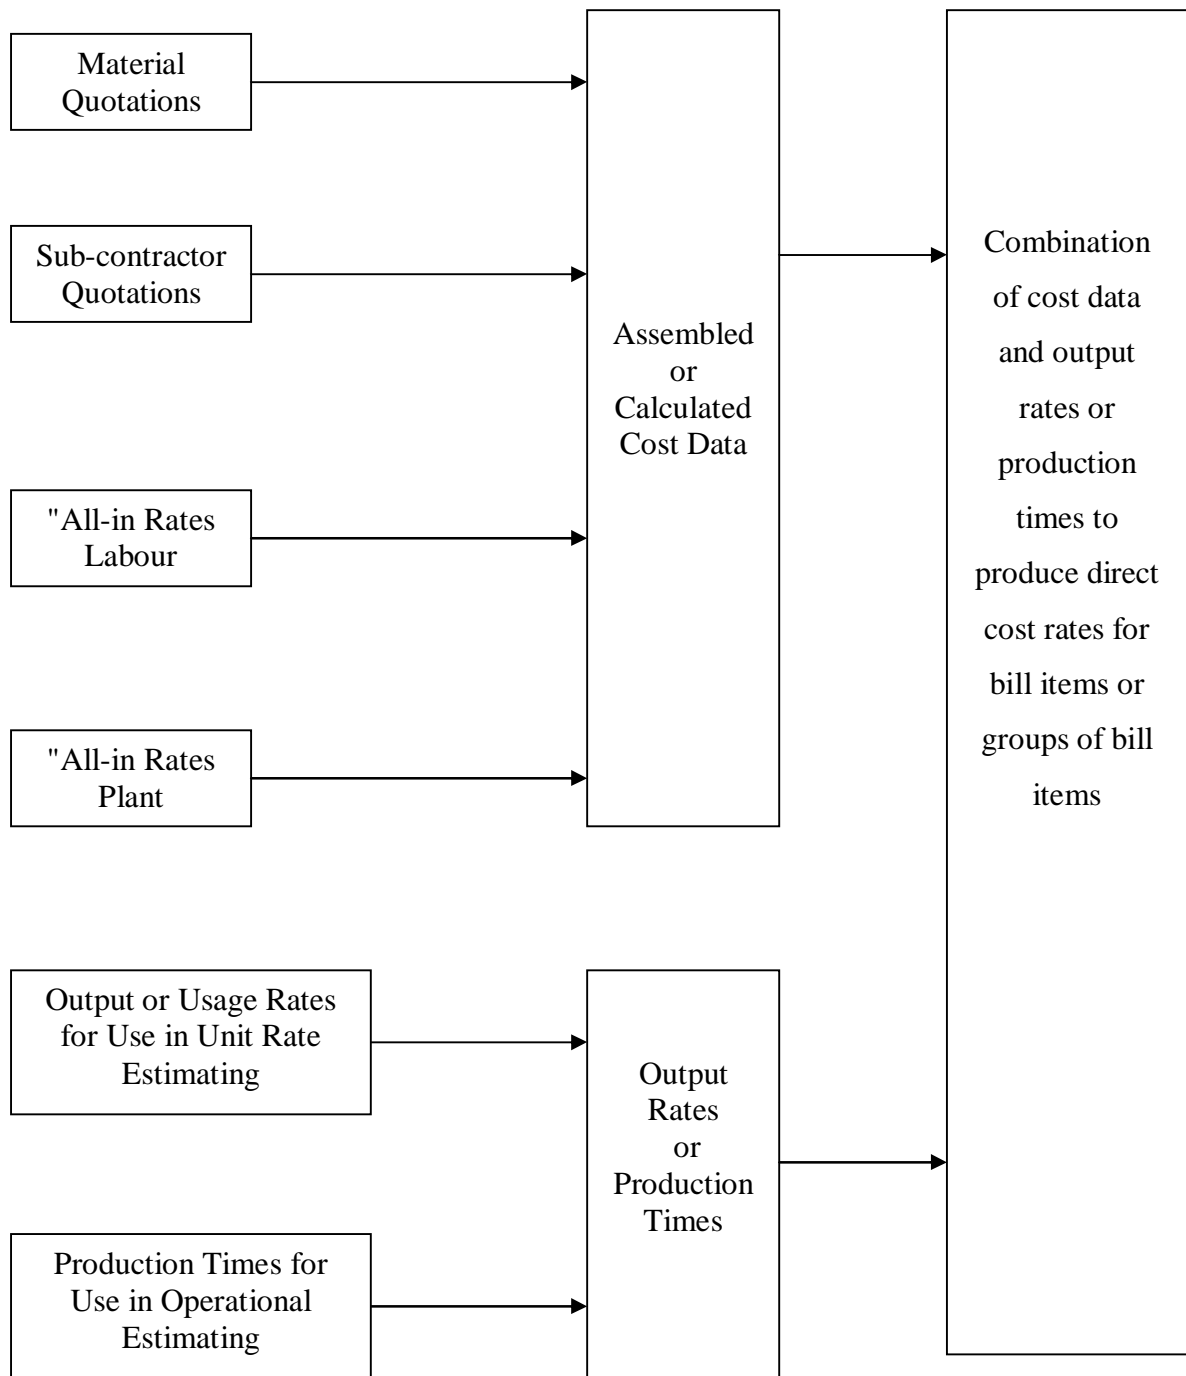 Material
Quotations
Sub-contractor
Quotations
"All-in Rates
Labour
"All-in Rates
Plant
Assembled
or
Calculated
Cost Data
Output or Usage Rates
for Use in Unit Rate
Estimating
Production Times for
Use in Operational
Estimating
Output
Rates
or
Production
Times
Combination
of cost data
and output
rates or
production
times to
produce direct
cost rates for
bill items or
groups of bill
items